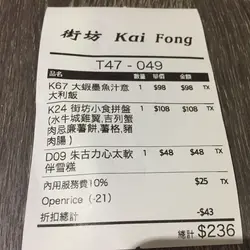 街坊 Kai Fong
T47 - 049
品名 數量 單價 金額
K67 大蝦墨魚汁意 1 $98 $98 TX
大利飯
K24 街坊小食拼盤 1 $108 $108 TX
(水牛城雞翼,吉列蟹
肉忌廉薯餅,薯格,豬
肉腸 )
D09 朱古力心太軟 1 $48 $48 TX
伴雪糕
內用服務費10% $25 TX
Openrice (-21)
折扣總計 -$43
總計 $236